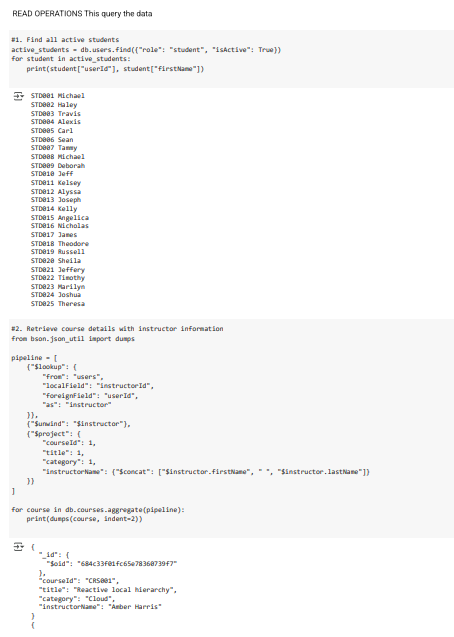 READ OPERATIONS This query the data
#1. Find all active students
active_students = db.users.find({"role": "student", "isActive": True})
for student in active_students:
    print(student["userId"], student["firstName"])
STD001 Michael
STD002 Haley
STD003 Travis
STD004 Alexis
STD005 Carl
STD006 Sean
STD007 Tammy
STD008 Michael
STD009 Deborah
STD010 Jeff
STD011 Kelsey
STD012 Alyssa
STD013 Joseph
STD014 Kelly
STD015 Angelica
STD016 Nicholas
STD017 James
STD018 Theodore
STD019 Russell
STD020 Sheila
STD021 Jeffery
STD022 Timothy
STD023 Marilyn
STD024 Joshua
STD025 Theresa
#2. Retrieve course details with instructor information
from bson.json_util import dumps
pipeline = [
    {"$lookup": {
        "from": "users",
        "localField": "instructorId",
        "foreignField": "userId",
        "as": "instructor"
    }},
    {"$unwind": "$instructor"},
    {"$project": {
        "courseId": 1,
        "title": 1,
        "category": 1,
        "instructorName": {"$concat": ["$instructor.firstName", " ", "$instructor.lastName"]}
    }}
]
for course in db.courses.aggregate(pipeline):
    print(dumps(course, indent=2))
{
  "_id": {
    "$oid": "684c33f01fc65e78360739f7"
  },
  "courseId": "CRS001",
  "title": "Reactive local hierarchy",
  "category": "Cloud",
  "instructorName": "Amber Harris"
}
{